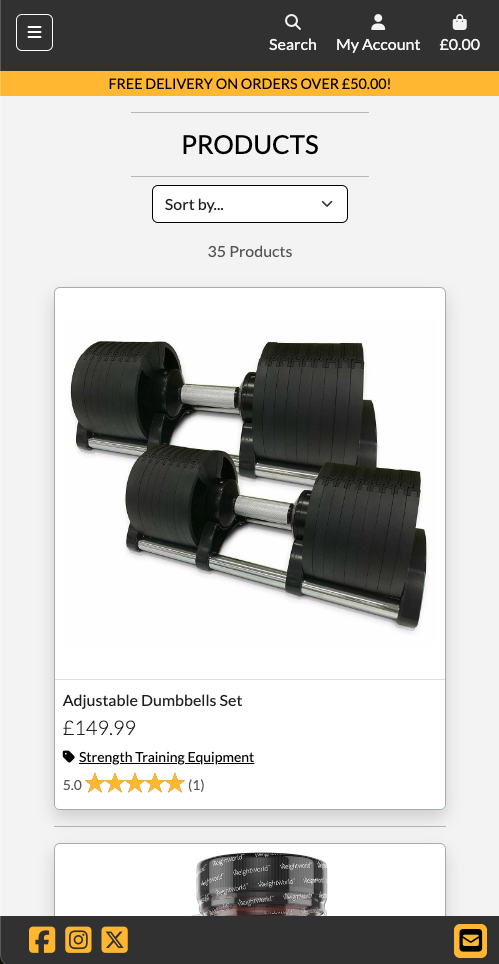 Search
My Account
£0.00
FREE DELIVERY ON ORDERS OVER £50.00!
PRODUCTS
Sort by...
35 Products
Adjustable Dumbbells Set
£149.99
Strength Training Equipment
5.0 (1)
WeightWorld